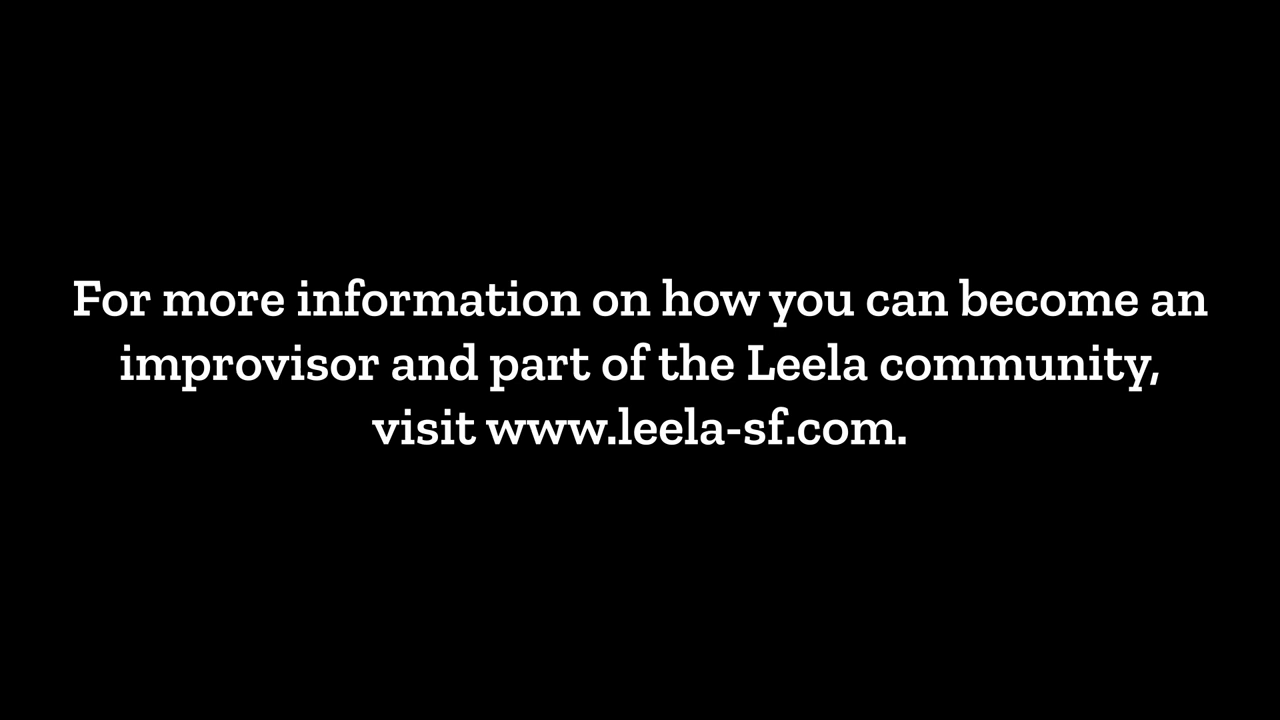 For more information on how you can become an
improvisor and part of the Leela community,
visit www.leela-sf.com.